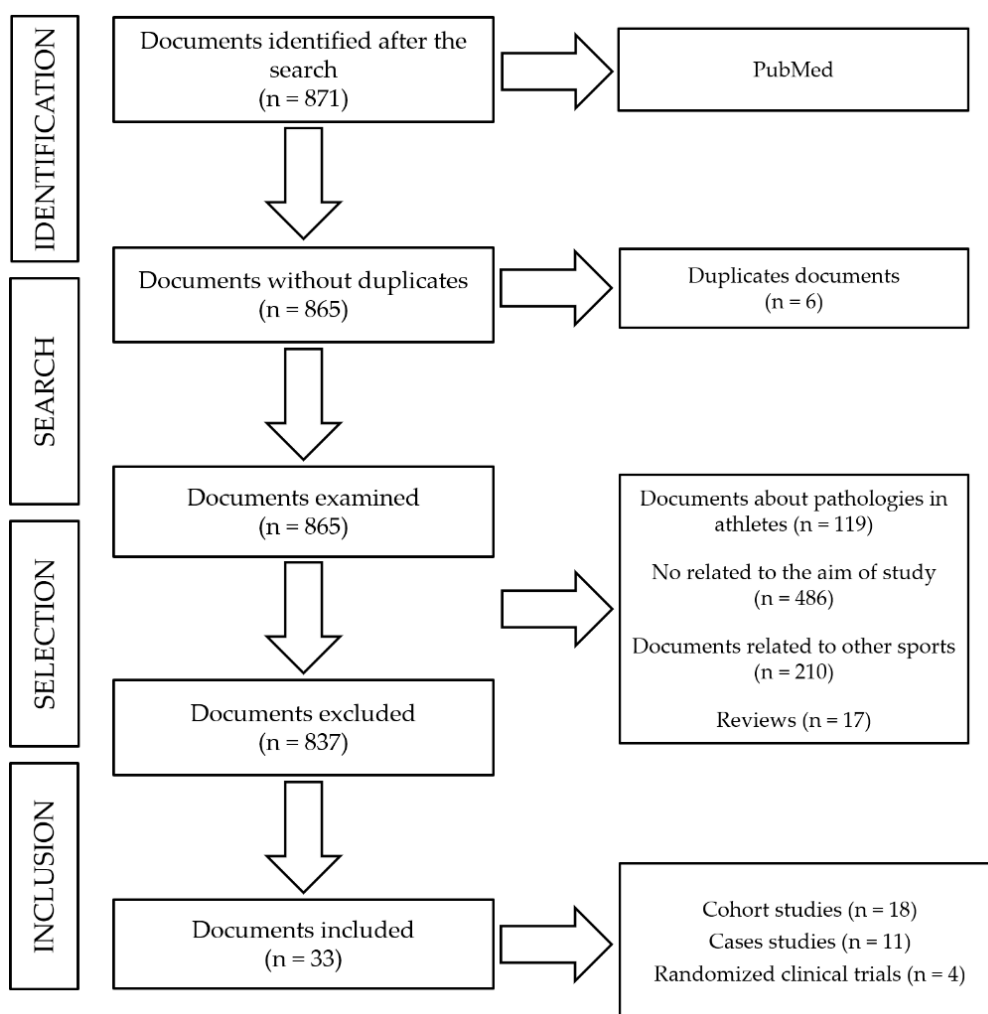 IDENTIFICATION
Documents identified after the
search
(n = 871)
PubMed
Documents without duplicates
(n = 865)
Duplicates documents
(n = 6)
SEARCH
Documents examined
(n = 865)
Documents about pathologies in
athletes (n = 119)
No related to the aim of study
(n = 486)
Documents related to other sports
(n = 210)
Reviews (n = 17)
SELECTION
Documents excluded
(n = 837)
INCLUSION
Documents included
(n = 33)
Cohort studies (n = 18)
Cases studies (n = 11)
Randomized clinical trials (n = 4)